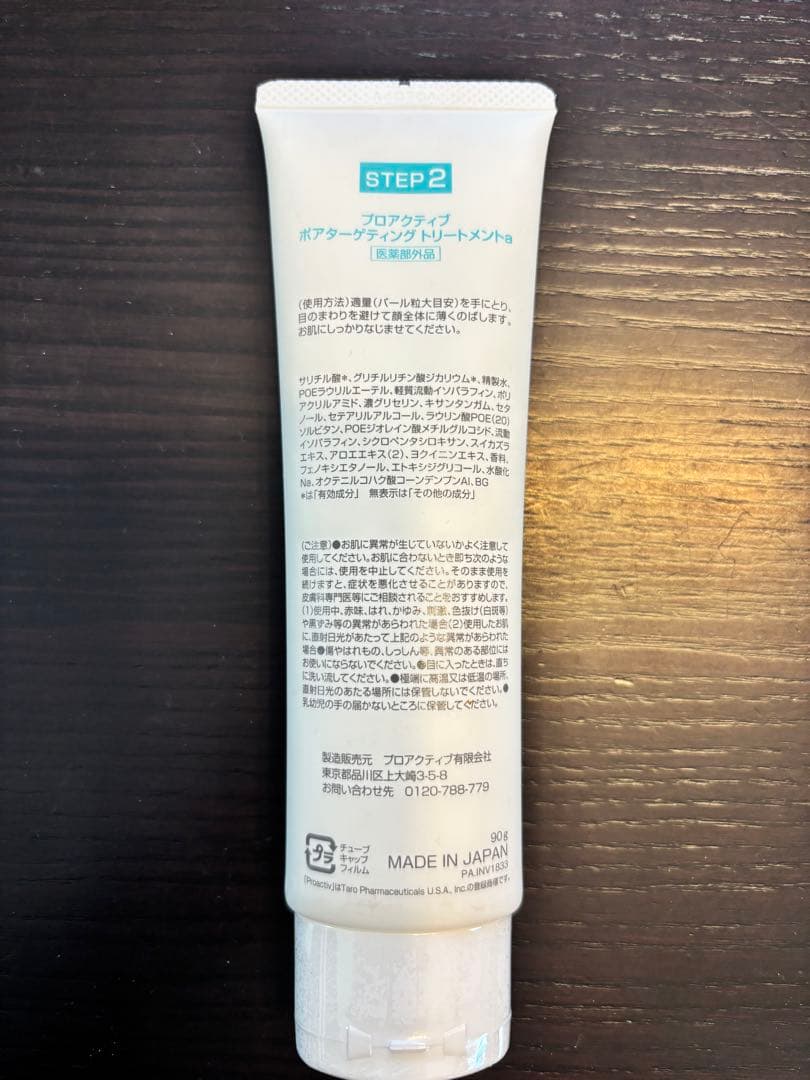 STEP 2
プロアクティブ
ポアターゲティング トリートメントa
医薬部外品
〈使用方法〉適量(パール粒大目安)を手にとり、
目のまわりを避けて顔全体に薄くのばします。
お肌にしっかりなじませてください。
サリチル酸*、グリチルリチン酸ジカリウム*、精製水、
POEラウリルエーテル、軽質流動イソパラフィン、ポリ
アクリルアミド、濃グリセリン、キサンタンガム、セタ
ノール、セテアリルアルコール、ラウリン酸POE(20)
ソルビタン、POEジオレイン酸メチルグルコシド、流動
イソパラフィン、シクロペンタシロキサン、スイカズラ
エキス、アロエエキス(2)、ヨクイニンエキス、香料、
フェノキシエタノール、エトキシジグリコール、水酸化
Na、オクテニルコハク酸コーンデンプンAl、BG
*は「有効成分」 無表示は「その他の成分」
〈ご注意〉●お肌に異常が生じていないかよく注意して
使用してください。お肌に合わないとき即ち次のような
場合には、使用を中止してください。そのまま使用を
続けますと、症状を悪化させることがありますので、
皮膚科専門医等にご相談されることをおすすめします。
(1)使用中、赤味、はれ、かゆみ、刺激、色抜け(白斑等)
や黒ずみ等の異常があらわれた場合(2)使用したお肌
に、直射日光があたって上記のような異常があらわれた
場合●傷やはれもの、しっしん等、異常のある部位には
お使いにならないでください。●目に入ったときは、直ち
に洗い流してください。●極端に高温又は低温の場所、
直射日光のあたる場所には保管しないでください。●
乳幼児の手の届かないところに保管してください。
製造販売元 プロアクティブ有限会社
東京都品川区上大崎3-5-8
お問い合わせ先 0120-788-779
プラ
チューブ
キャップ
フィルム
90g
MADE IN JAPAN
PA.INV1833
「Proactiv」はTaro Pharmaceuticals U.S.A., Inc.の登録商標です。